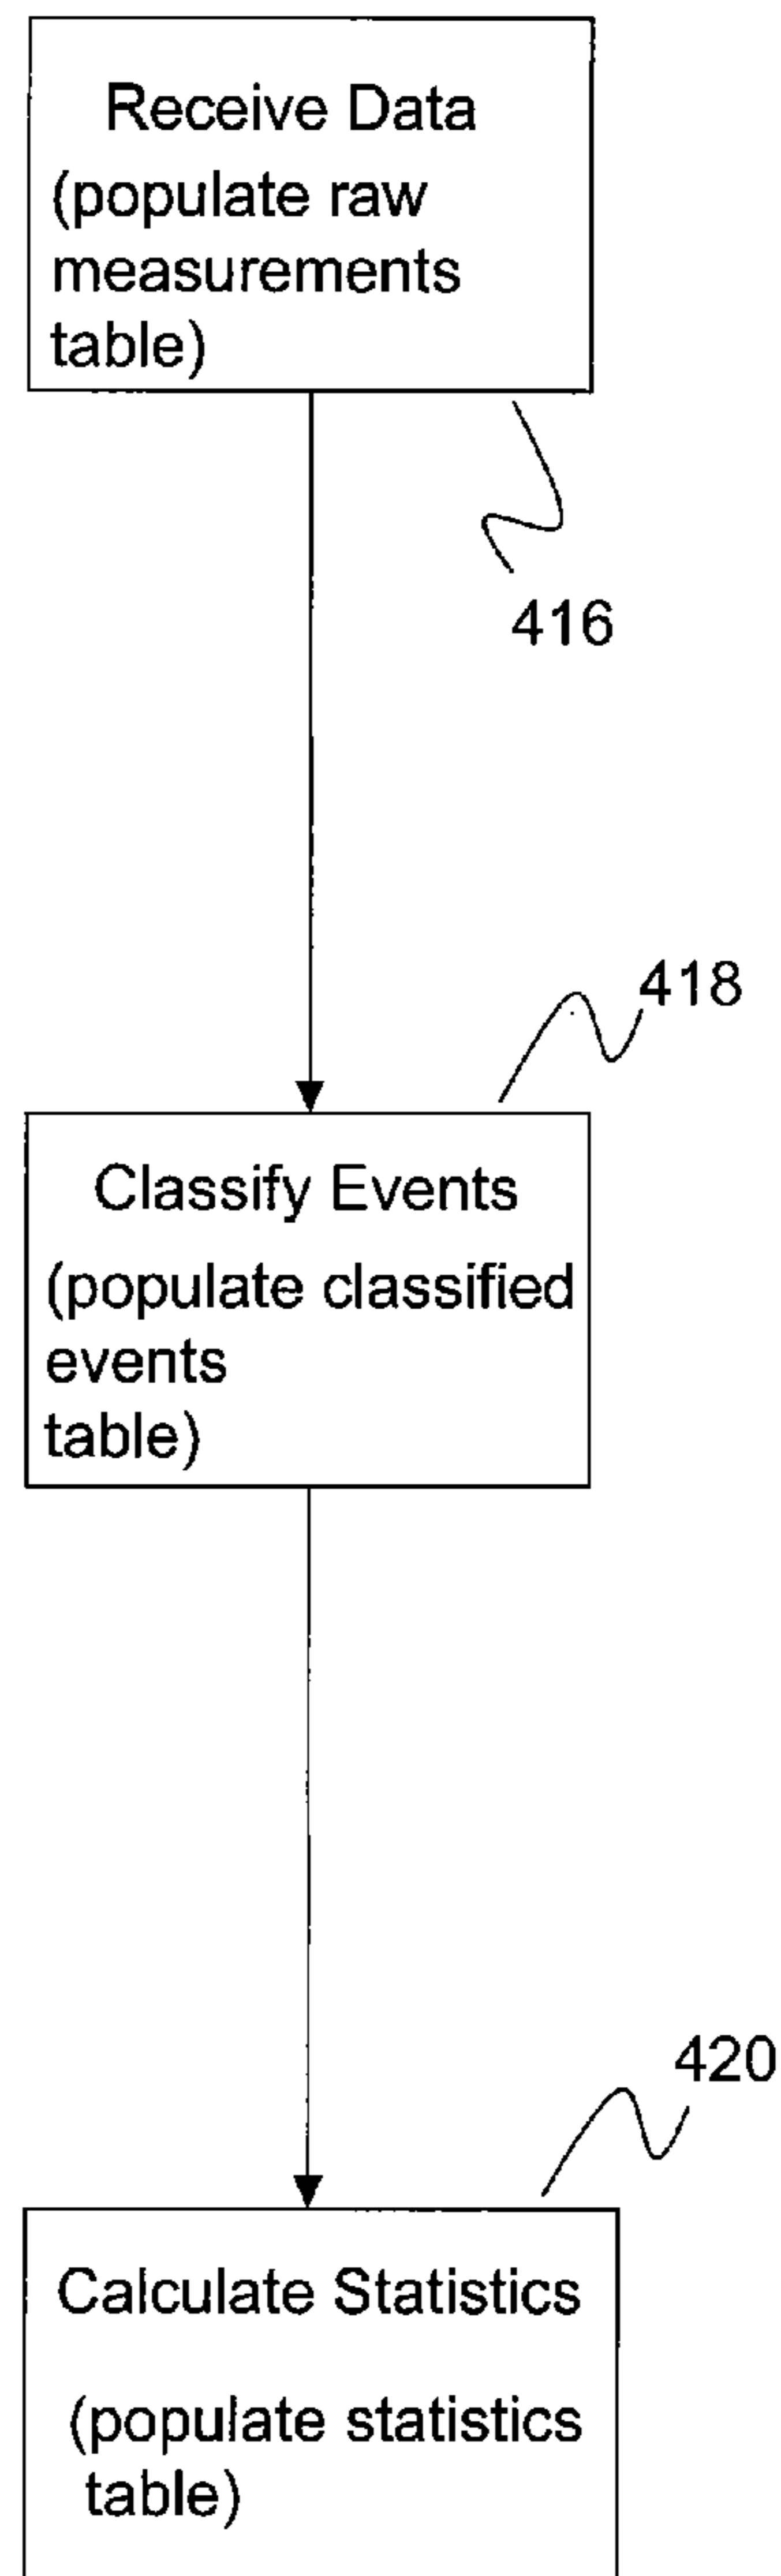 Receive Data
(populate raw
measurements
table)
416
418
Classify Events
(populate classified
events
table)
420
Calculate Statistics
(populate statistics
table)